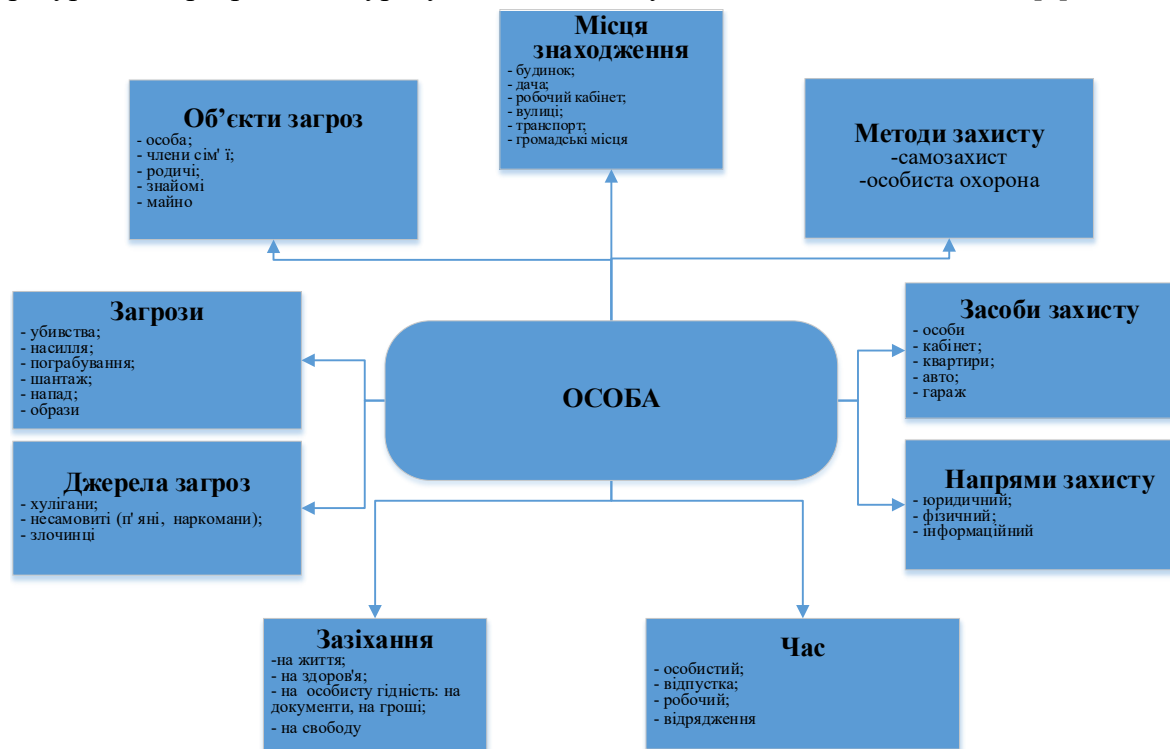 Місця
знаходження
- будинок;
- дача;
- робочий кабінет;
- вулиці;
- транспорт;
- громадські місця
Об’єкти загроз
- особа;
- члени сім' ї;
- родичі;
- знайомі
- майно
Методи захисту
-самозахист
-особиста охорона
Загрози
- убивства;
- насилля;
- пограбування;
- шантаж;
- напад;
- образи
ОСОБА
Засоби захисту
- особи
- кабінет;
- квартири;
- авто;
- гараж
Джерела загроз
- хулігани;
- несамовиті (п' яні, наркомани);
- злочинці
Напрями захисту
- юридичний;
- фізичний;
- інформаційний
Зазіхання
-на життя;
- на здоров'я;
- на особисту гідність: на
документи, на гроші;
- на свободу
Час
- особистий;
- відпустка;
- робочий;
- відрядження